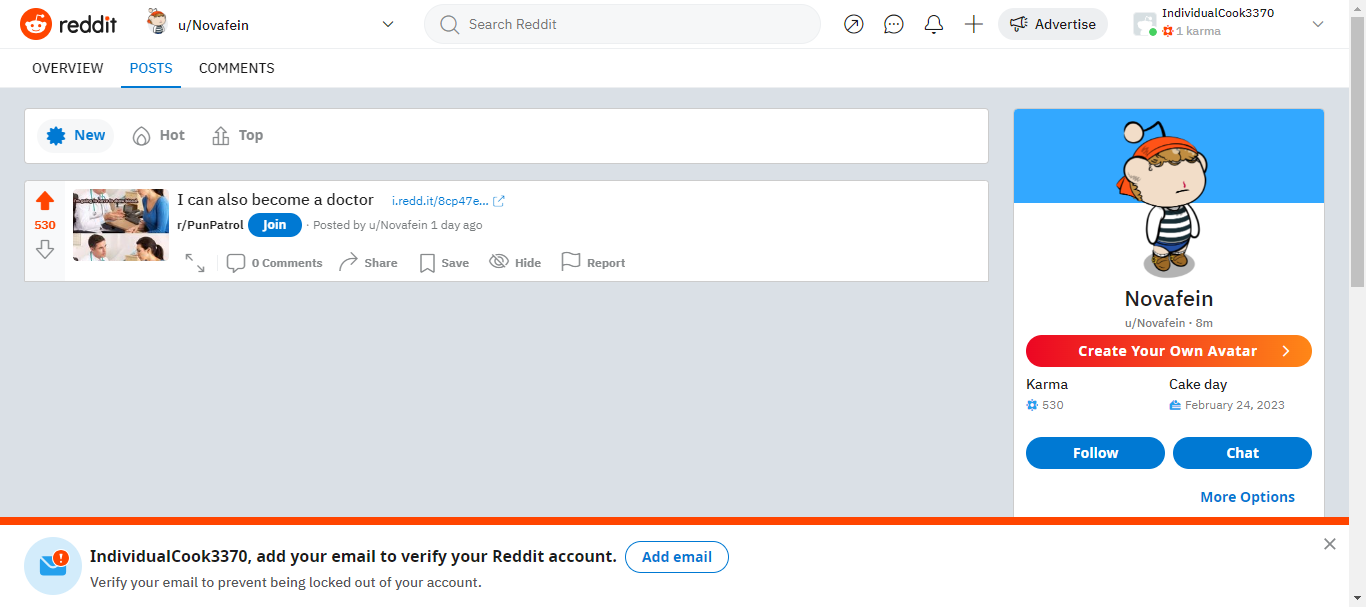 reddit
u/Novafein
Search Reddit
Advertise
IndividualCook3370
1 karma
OVERVIEW
POSTS
COMMENTS
New
Hot
Top
530
I can also become a doctor
i.redd.it/8cp47e...
r/PunPatrol
Join
· Posted by u/Novafein 1 day ago
0 Comments
Share
Save
Hide
Report
Novafein
u/Novafein · 8m
Create Your Own Avatar
Karma
Cake day
530
February 24, 2023
Follow
Chat
More Options
IndividualCook3370, add your email to verify your Reddit account.
Add email
Verify your email to prevent being locked out of your account.